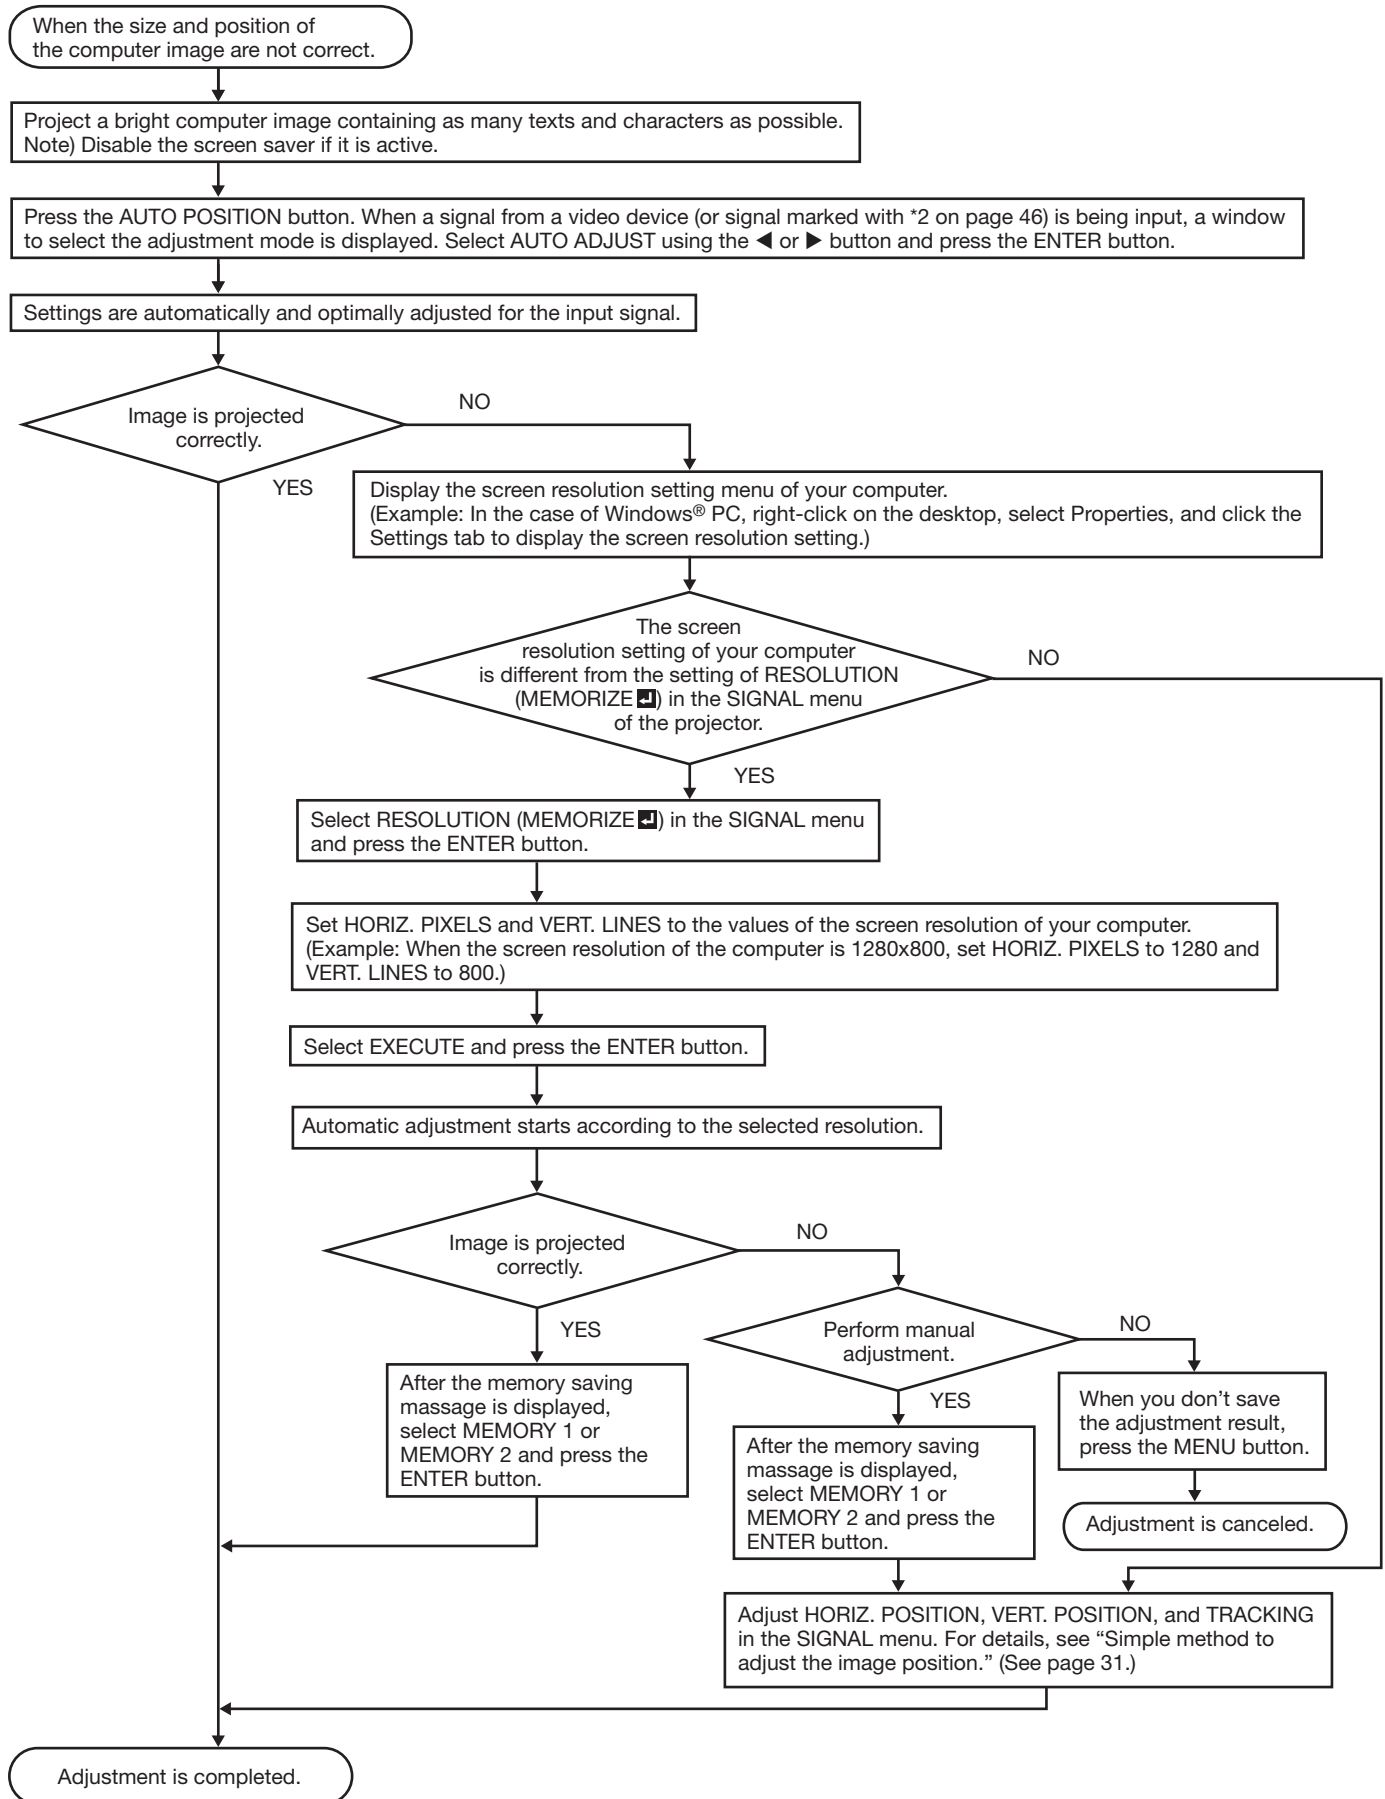 When the size and position of
the computer image are not correct.
Project a bright computer image containing as many texts and characters as possible.
Note) Disable the screen saver if it is active.
Press the AUTO POSITION button. When a signal from a video device (or signal marked with *2 on page 46) is being input, a window
to select the adjustment mode is displayed. Select AUTO ADJUST using the ◀ or ▶ button and press the ENTER button.
Settings are automatically and optimally adjusted for the input signal.
Image is projected
correctly.
NO
YES
Display the screen resolution setting menu of your computer.
(Example: In the case of Windows® PC, right-click on the desktop, select Properties, and click the
Settings tab to display the screen resolution setting.)
The screen
resolution setting of your computer
is different from the setting of RESOLUTION
(MEMORIZE ↵) in the SIGNAL menu
of the projector.
NO
YES
Select RESOLUTION (MEMORIZE ↵) in the SIGNAL menu
and press the ENTER button.
Set HORIZ. PIXELS and VERT. LINES to the values of the screen resolution of your computer.
(Example: When the screen resolution of the computer is 1280x800, set HORIZ. PIXELS to 1280 and
VERT. LINES to 800.)
Select EXECUTE and press the ENTER button.
Automatic adjustment starts according to the selected resolution.
Image is projected
correctly.
NO
YES
After the memory saving
massage is displayed,
select MEMORY 1 or
MEMORY 2 and press the
ENTER button.
Perform manual
adjustment.
NO
YES
After the memory saving
massage is displayed,
select MEMORY 1 or
MEMORY 2 and press the
ENTER button.
When you don't save
the adjustment result,
press the MENU button.
Adjustment is canceled.
Adjust HORIZ. POSITION, VERT. POSITION, and TRACKING
in the SIGNAL menu. For details, see “Simple method to
adjust the image position.” (See page 31.)
Adjustment is completed.